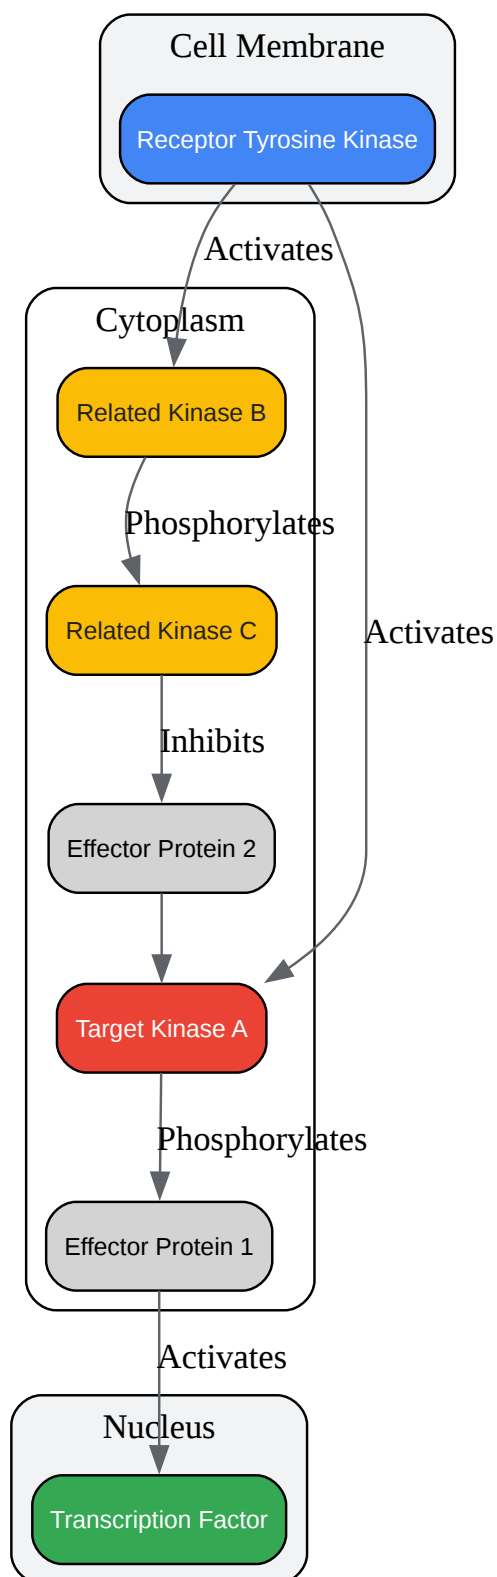 Cell Membrane
Receptor Tyrosine Kinase
Activates
Cytoplasm
Related Kinase B
Phosphorylates
Related Kinase C
Activates
Inhibits
Effector Protein 2
Target Kinase A
Phosphorylates
Effector Protein 1
Activates
Nucleus
Transcription Factor